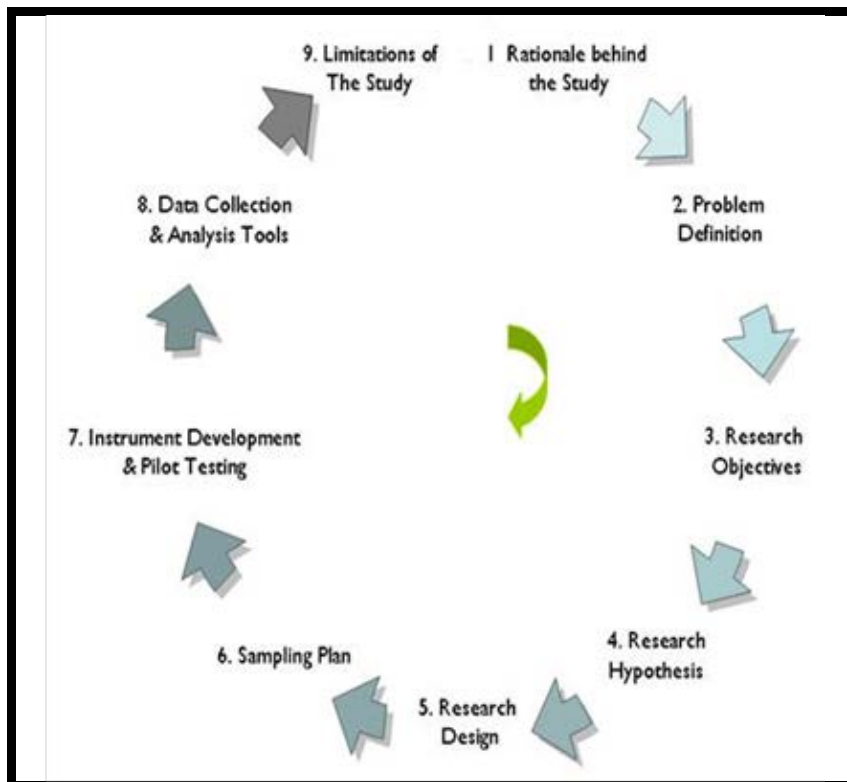 1 Rationale behind
the Study
2. Problem
Definition
3. Research
Objectives
4. Research
Hypothesis
5. Research
Design
6. Sampling Plan
7. Instrument Development
& Pilot Testing
8. Data Collection
& Analysis Tools
9. Limitations of
The Study